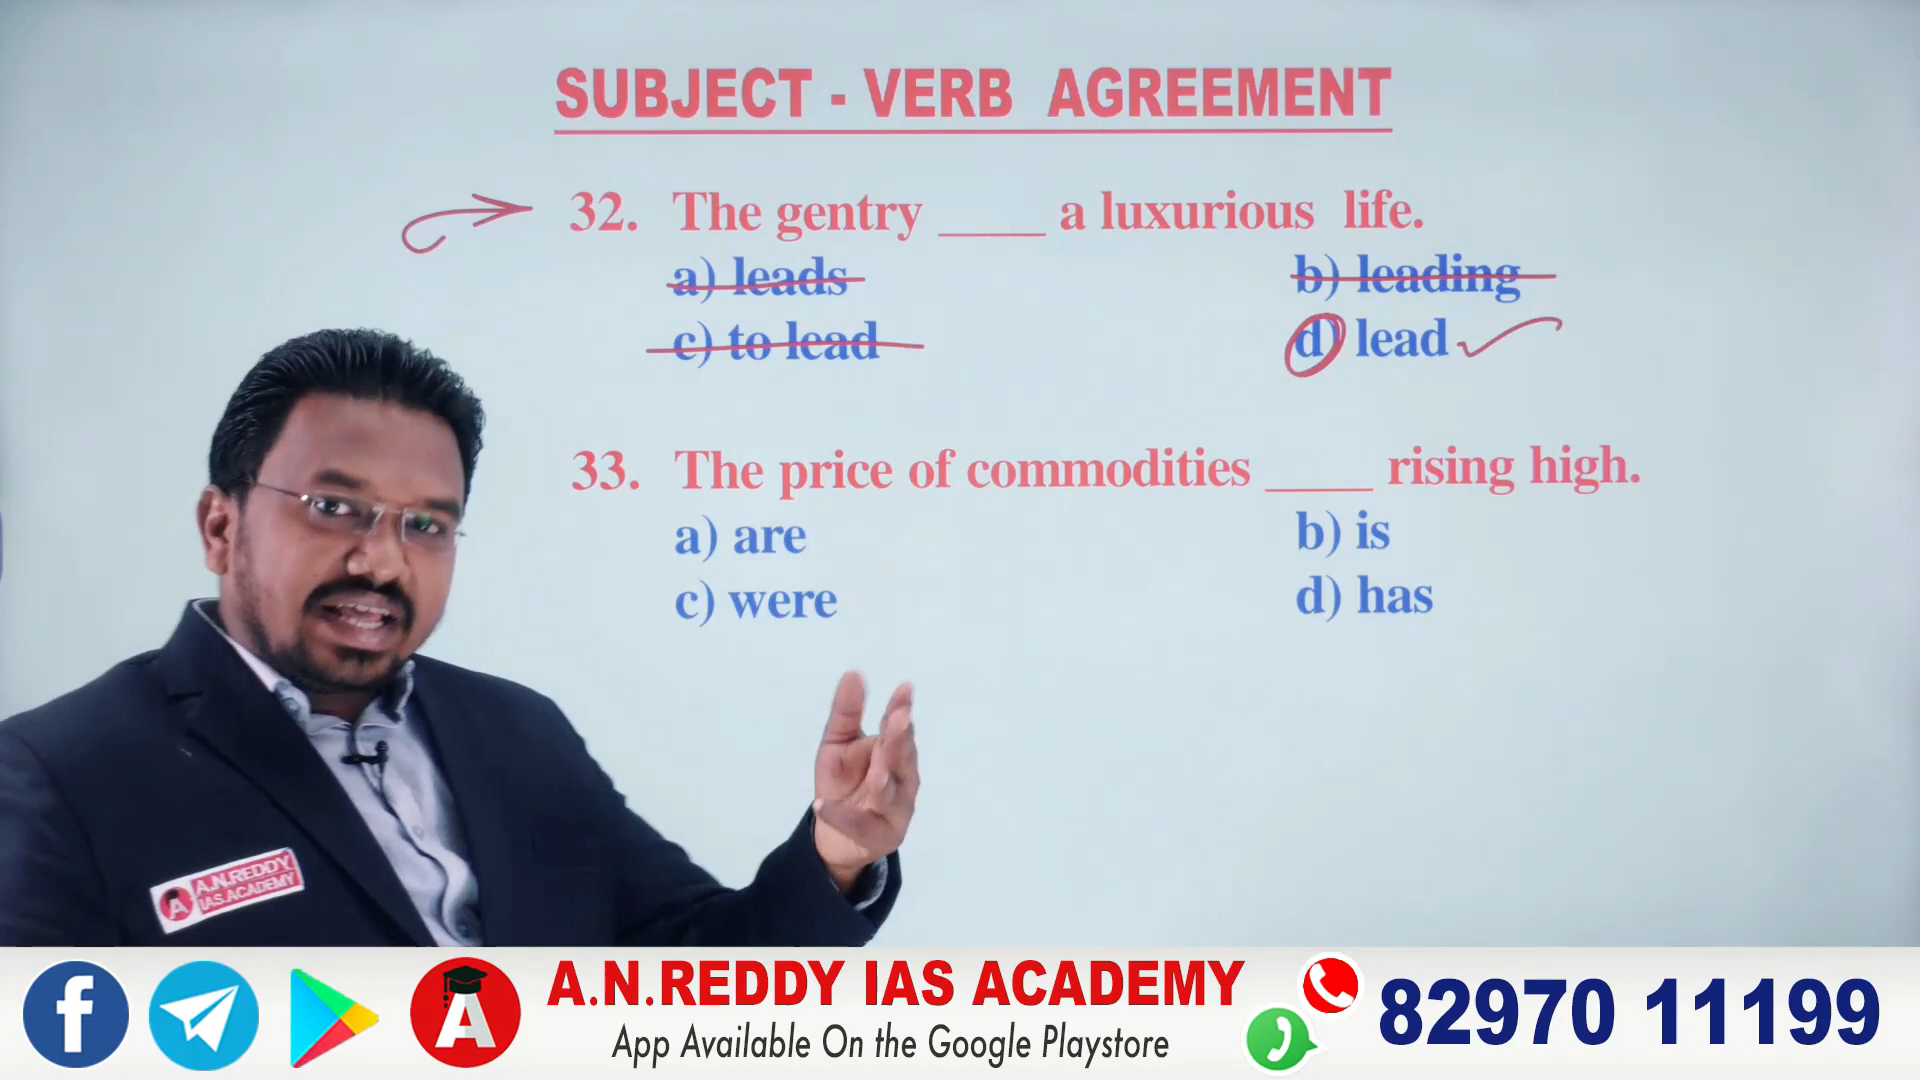 SUBJECT - VERB AGREEMENT
32. The gentry ____ a luxurious life.
a) leads b) leading
c) to lead d) lead
33. The price of commodities ____ rising high.
a) are b) is
c) were d) has
A.N.REDDY
IAS.ACADEMY
A.N.REDDY IAS ACADEMY
App Available On the Google Playstore
82970 11199